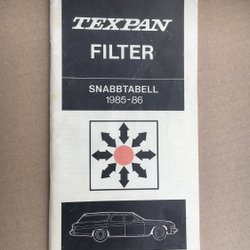 TEXPAN
FILTER
SNABBTABELL
1985-86